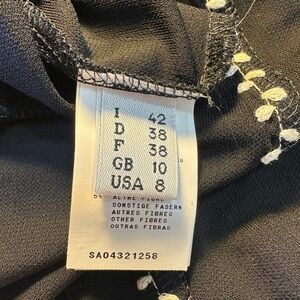 I 42
D 38
F 38
GB 10
USA 8
ALTRE FIBRE
SONSTIGE FASERN
AUTRES FIBRES
OTHER FIBRES
OUTRAS FIBRAS
SA04321258